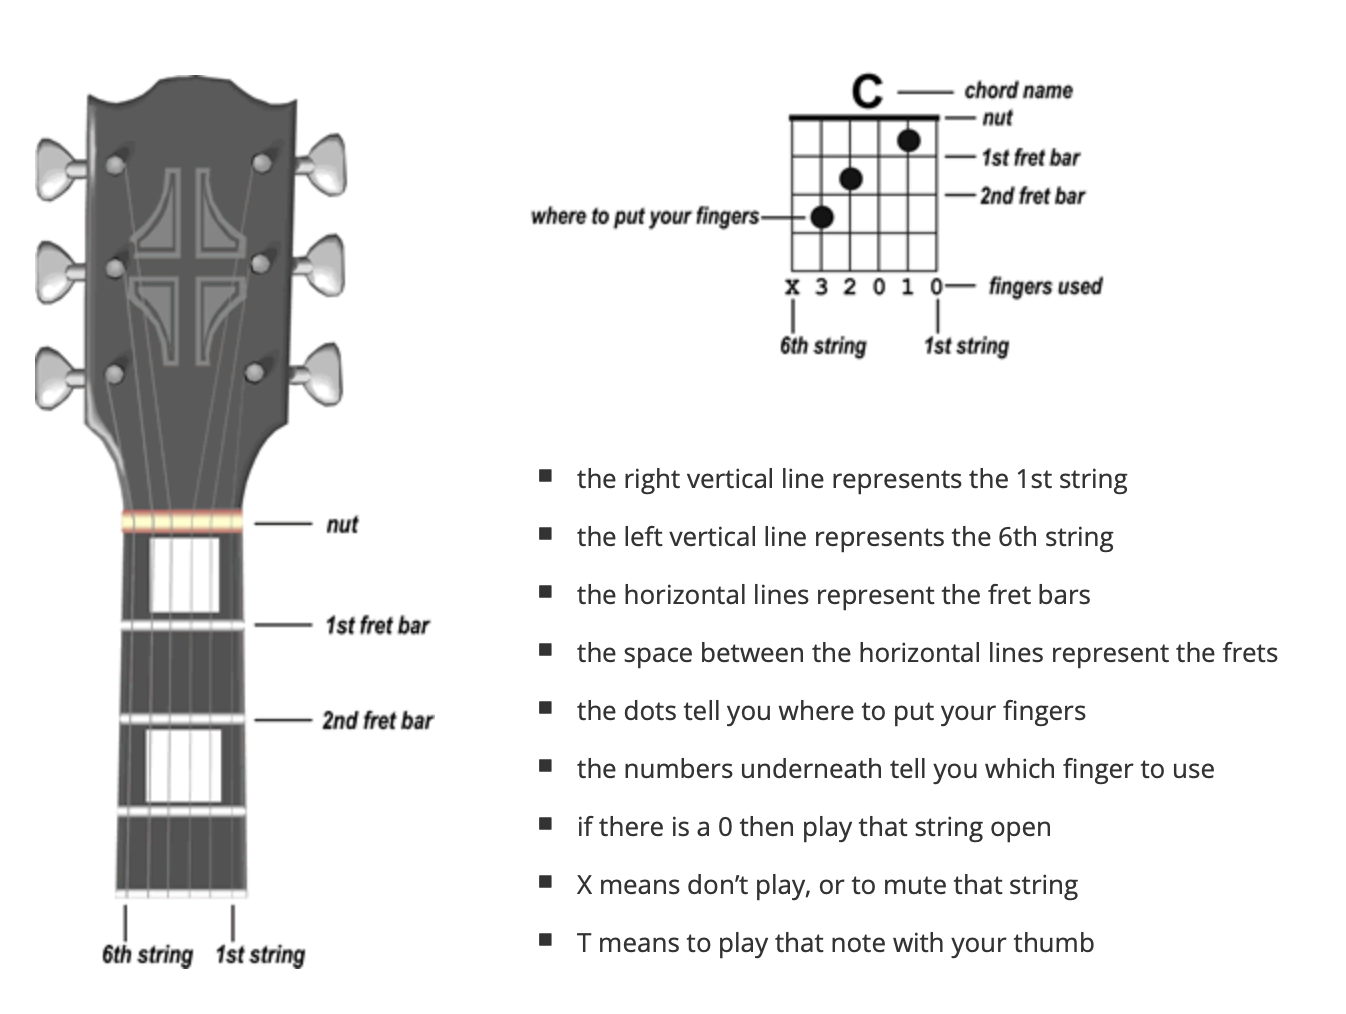 C
chord name
nut
1st fret bar
2nd fret bar
where to put your fingers
X 3 2 0 1 0
fingers used
6th string
1st string
nut
1st fret bar
2nd fret bar
6th string
1st string
the right vertical line represents the 1st string
the left vertical line represents the 6th string
the horizontal lines represent the fret bars
the space between the horizontal lines represent the frets
the dots tell you where to put your fingers
the numbers underneath tell you which finger to use
if there is a 0 then play that string open
X means don’t play, or to mute that string
T means to play that note with your thumb